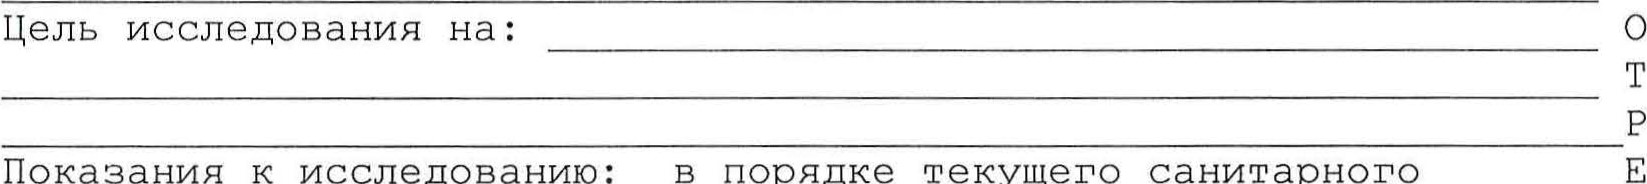 Цель исследования на: О
Т
Р
Показания к исследованию: в порядке текущего санитарного Е